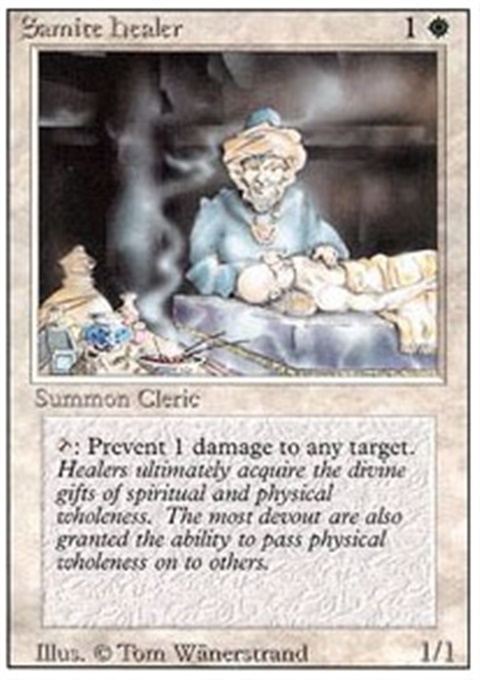 Samite Healer 1
Summon Cleric
: Prevent 1 damage to any target.
Healers ultimately acquire the divine
gifts of spiritual and physical
wholeness. The most devout are also
granted the ability to pass physical
wholeness on to others.
Illus. © Tom Wänerstrand 1/1